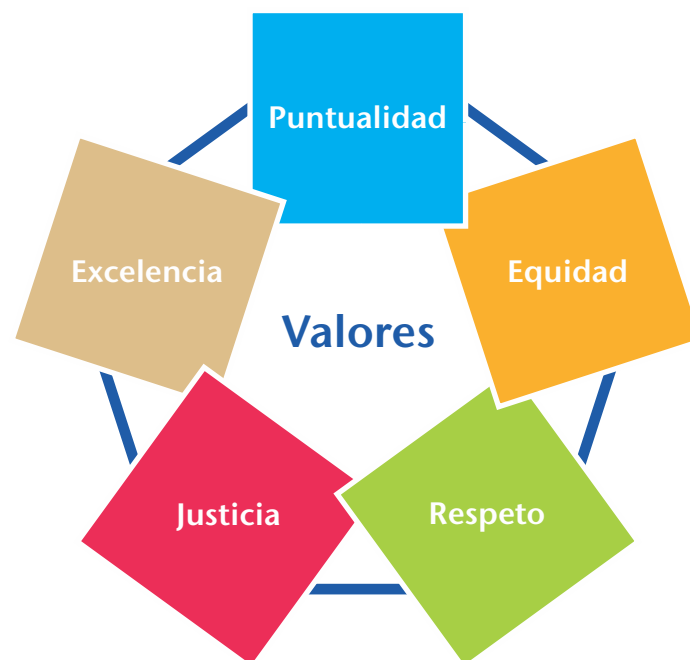 Puntualidad
Equidad
Excelencia
Valores
Respeto
Justicia